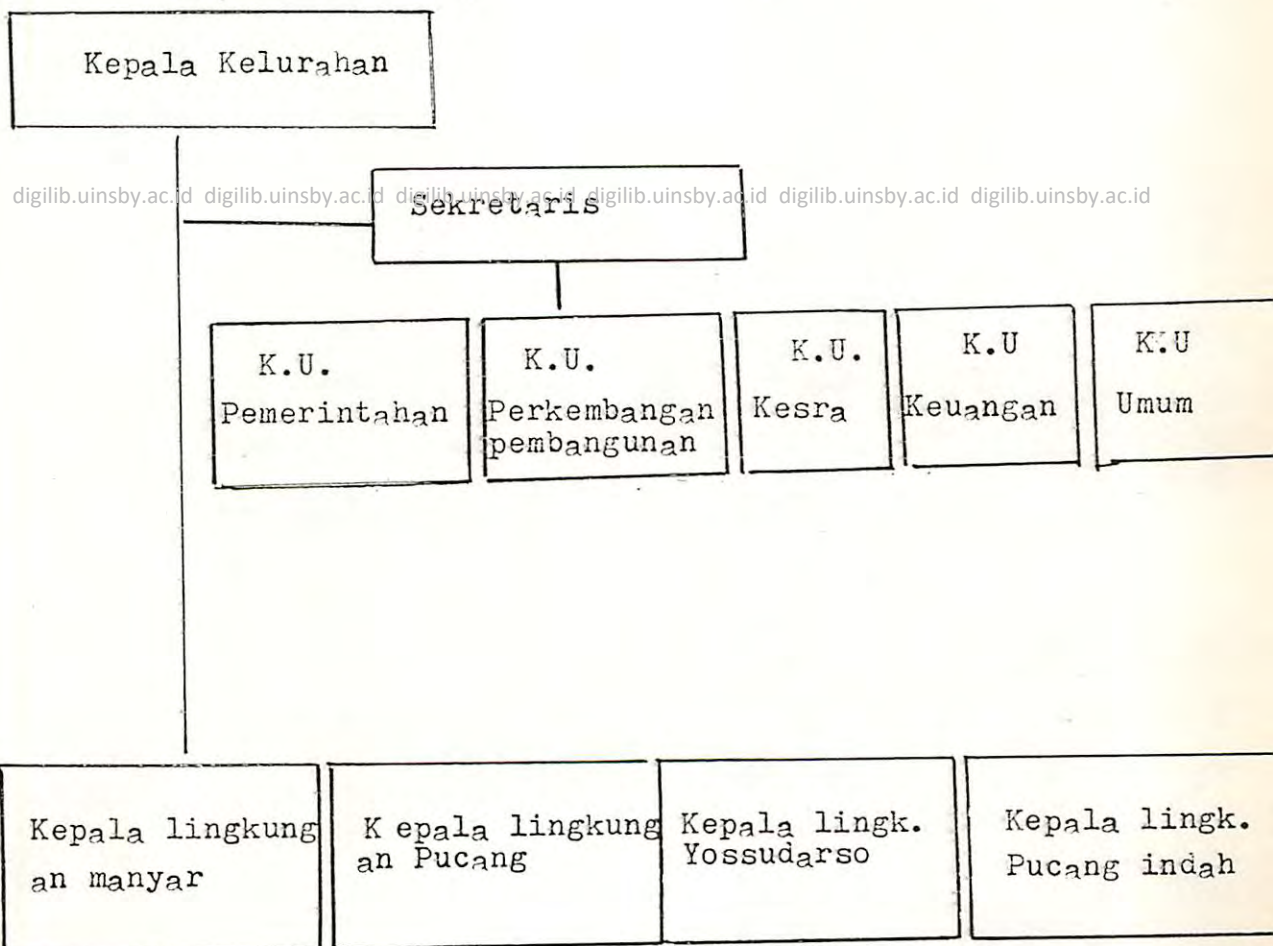 Kepala Kelurahan
digilib.uinsby.ac.id digilib.uinsby.ac.id digilib.uinsby.ac.id digilib.uinsby.ac.id digilib.uinsby.ac.id digilib.uinsby.ac.id
Sekretaris
K.U.
Pemerintahan
K.U.
Perkembangan
pembangunan
K.U.
Kesra
K.U
Keuangan
K.U
Umum
Kepala lingkung
an manyar
K epala lingkung
an Pucang
Kepala lingk.
Yossudarso
Kepala lingk.
Pucang indah